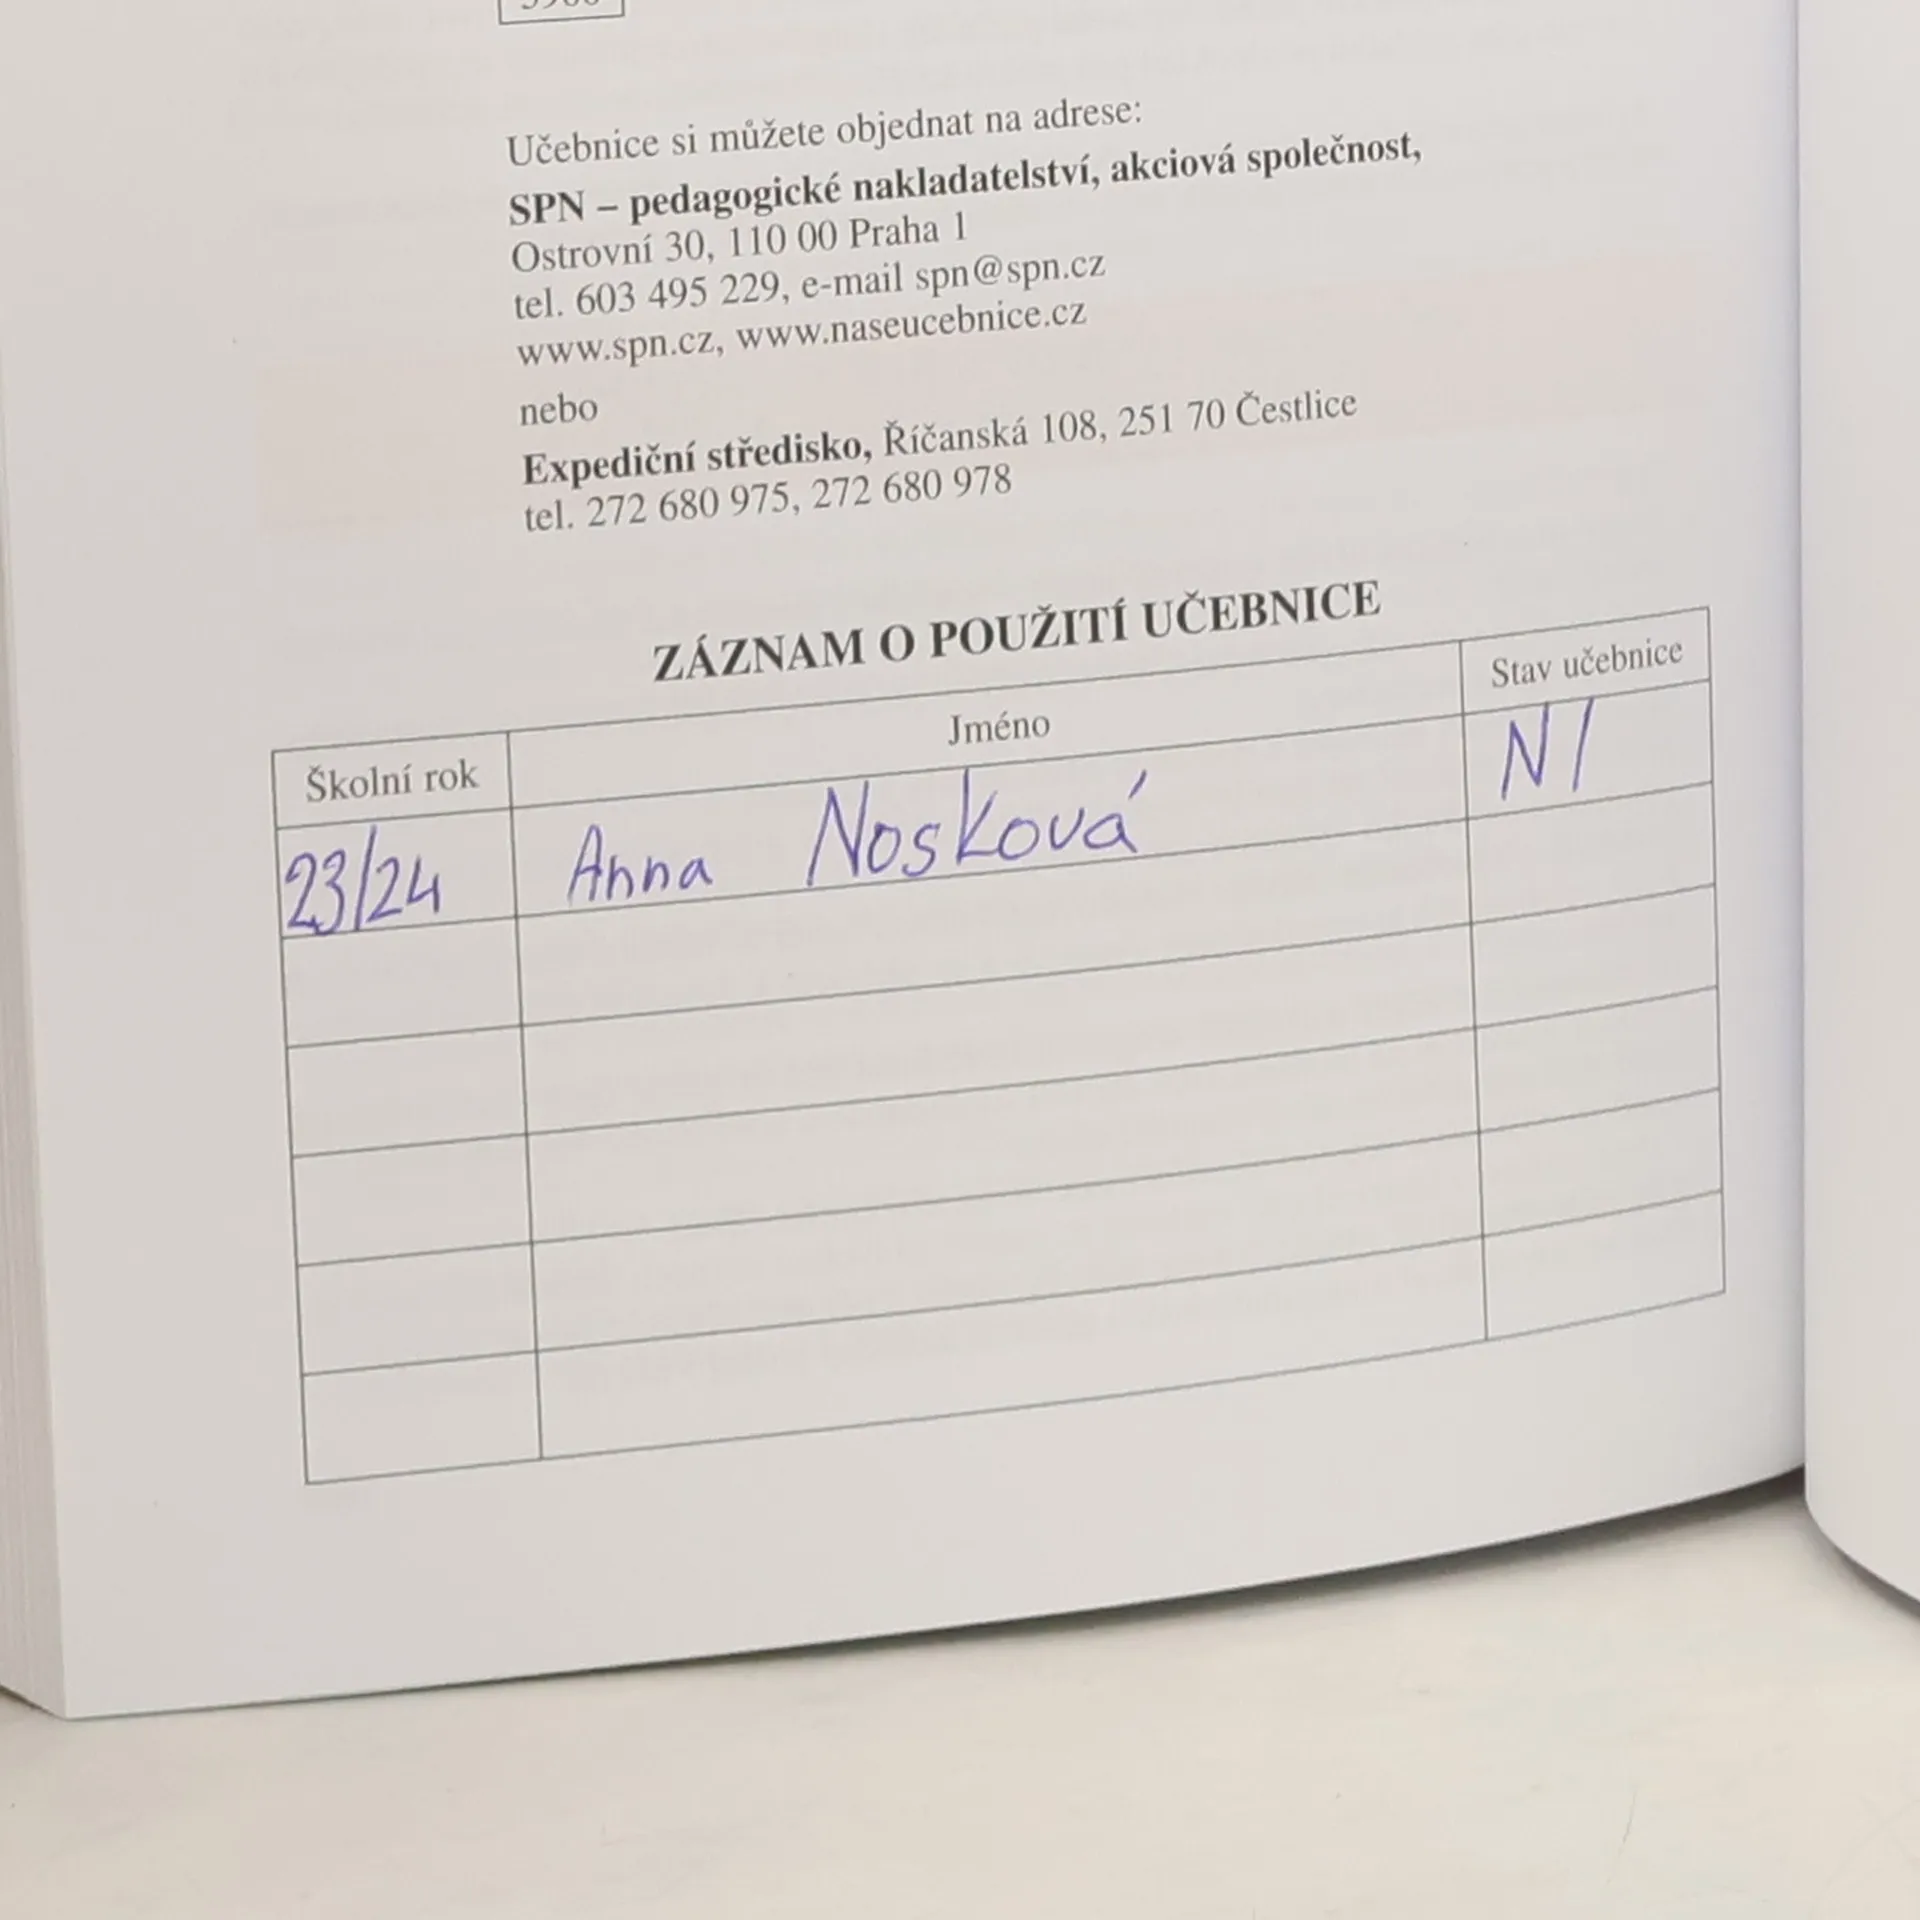 Učebnice si můžete objednat na adrese:
SPN – pedagogické nakladatelství, akciová společnost,
Ostrovní 30, 110 00 Praha 1
tel. 603 495 229, e-mail spn@spn.cz
www.spn.cz, www.naseucebnice.cz
nebo
Expediční středisko, Říčanská 108, 251 70 Čestlice
tel. 272 680 975, 272 680 978
ZÁZNAM O POUŽITÍ UČEBNICE
Školní rok Jméno Stav učebnice
23/24 Anna Nosková N/